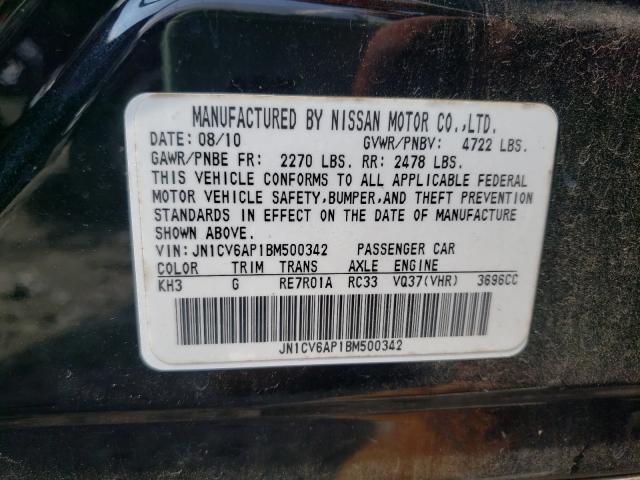 MANUFACTURED BY NISSAN MOTOR CO.,LTD.
DATE: 08/10 GVWR/PNBV: 4722 LBS.
GAWR/PNBE FR: 2270 LBS. RR: 2478 LBS.
THIS VEHICLE CONFORMS TO ALL APPLICABLE FEDERAL
MOTOR VEHICLE SAFETY,BUMPER,AND THEFT PREVENTION
STANDARDS IN EFFECT ON THE DATE OF MANUFACTURE
SHOWN ABOVE.
VIN: JN1CV6AP1BM500342 PASSENGER CAR
COLOR TRIM TRANS AXLE ENGINE
KH3 G RE7R01A RC33 VQ37(VHR) 3696CC
JN1CV6AP1BM500342